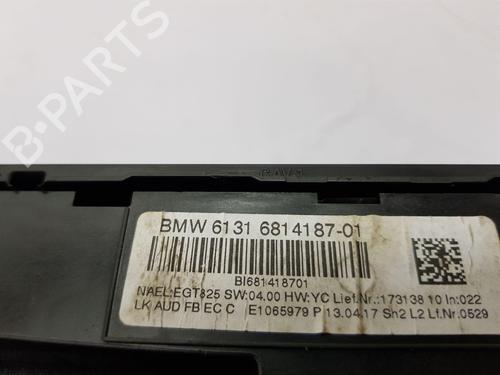 B-PARTS
BMW 6131 6814187-01
BI681418701
NAEL:EGT825 SW:04.00 HW:YC Lief.Nr.:173138 10 In:022
LK AUD FB EC C E1065979 P 13.04.17 Sh2 L2 Lf.Nr.0529